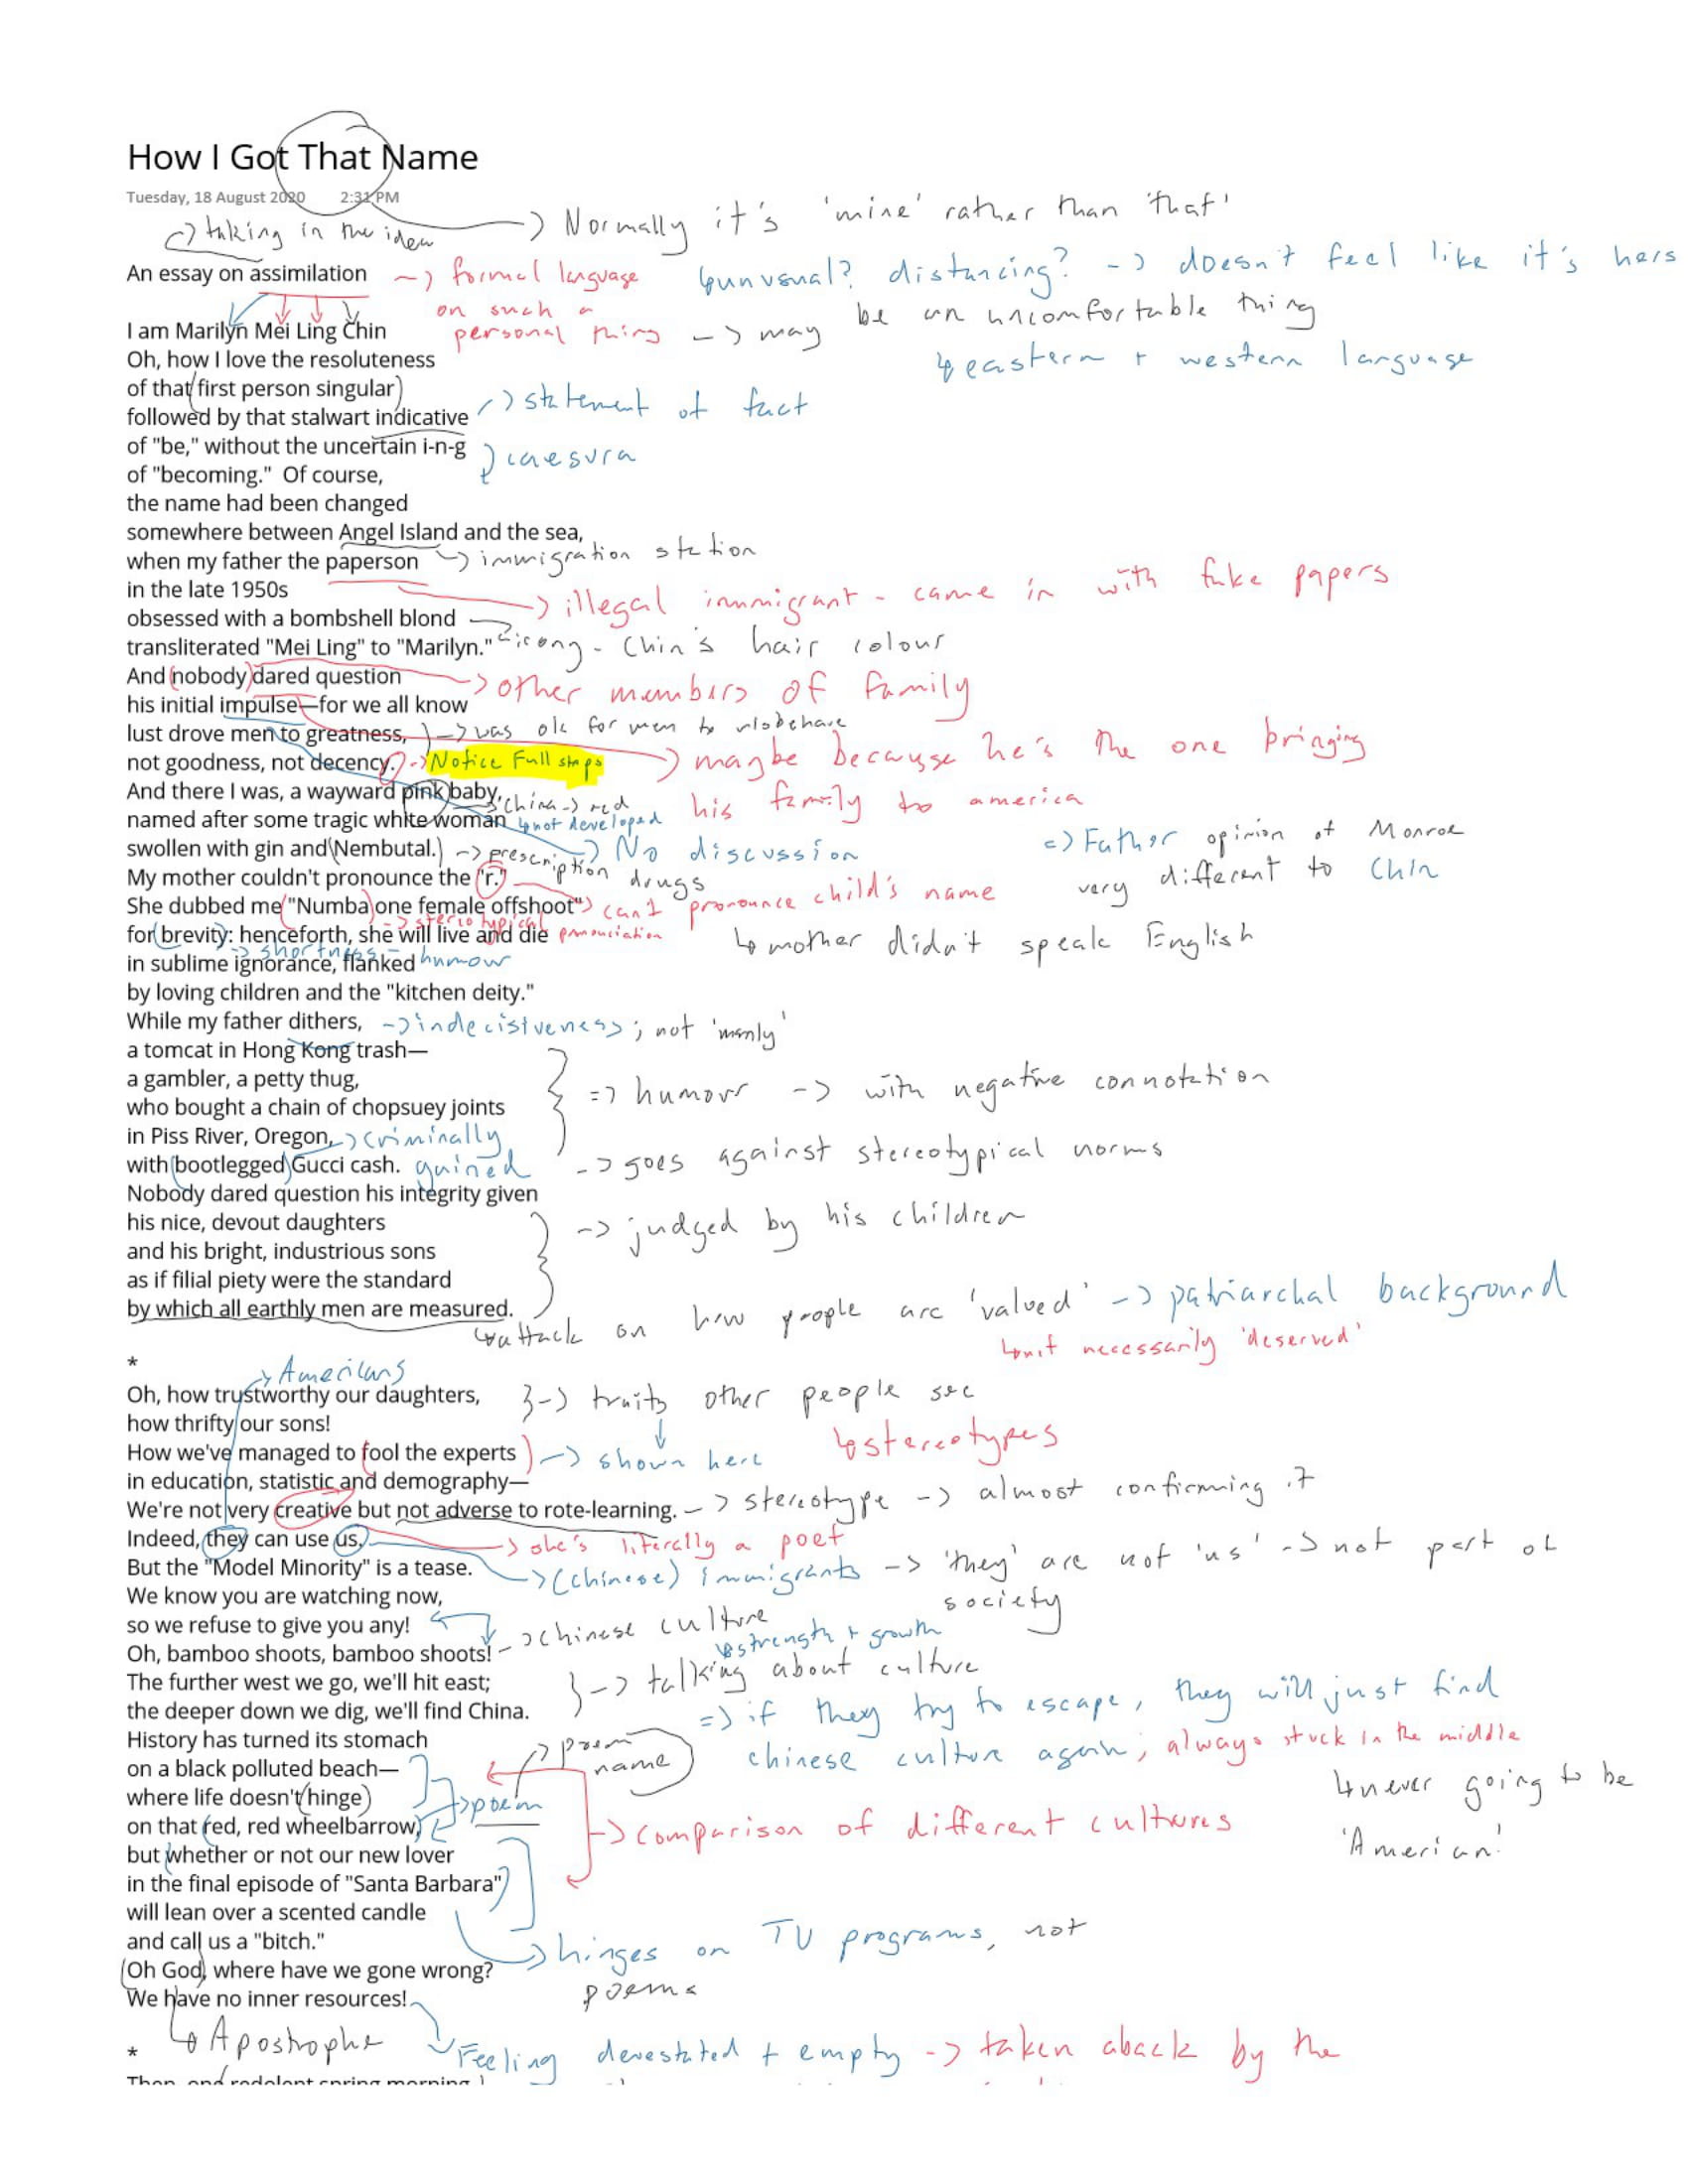 How I Got That Name
Tuesday, 18 August 2020 2:31 PM
-> Normally it's 'mine' rather than 'that'
-> taking in the idea
unusual? distancing? -> doesn't feel like it's hers
An essay on assimilation -> formal language
on such a
personal thing -> may be an uncomfortable thing
eastern + western language
I am Marilyn Mei Ling Chin
Oh, how I love the resoluteness
of that first person singular
followed by that stalwart indicative -> statement of fact
of "be," without the uncertain i-n-g
of "becoming." Of course, caesura
the name had been changed
somewhere between Angel Island and the sea,
when my father the paperson -> immigration station
in the late 1950s -> illegal immigrant - came in with fake papers
obsessed with a bombshell blond
transliterated "Mei Ling" to "Marilyn." - Chin's hair colour
And nobody dared question -> other members of family
his initial impulse—for we all know
lust drove men to greatness, -> was ok for men to misbehave
not goodness, not decency. -> Notice Full stops -> maybe because he's the one bringing
his family to america
And there I was, a wayward pink baby, China -> red
named after some tragic white woman not developed
swollen with gin and Nembutal. -> prescription drugs -> No discussion
=> Father opinion of Monroe
very different to Chin
My mother couldn't pronounce the "r."
She dubbed me "Numba one female offshoot" can't pronounce child's name
-> stereotypical pronunciation
for brevity: henceforth, she will live and die
mother didn't speak English
-> shortness - humour
in sublime ignorance, flanked
by loving children and the "kitchen deity."
While my father dithers, -> indecisiveness; not 'manly'
a tomcat in Hong Kong trash—
a gambler, a petty thug, => humour -> with negative connotation
who bought a chain of chopsuey joints
in Piss River, Oregon, -> criminally
with bootlegged Gucci cash. gained -> goes against stereotypical norms
Nobody dared question his integrity given
his nice, devout daughters -> judged by his children
and his bright, industrious sons
as if filial piety were the standard
by which all earthly men are measured.
attack on how people are 'valued' -> patriarchal background
not necessarily 'deserved'
*
-> Americans
Oh, how trustworthy our daughters, -> traits other people see
how thrifty our sons! stereotypes
How we've managed to fool the experts -> shown here
in education, statistic and demography—
We're not very creative but not adverse to rote-learning. -> stereotype -> almost confirming it
Indeed, they can use us. -> she's literally a poet
But the "Model Minority" is a tease. -> (chinese) immigrants -> 'they' are not 'us' -> not part of
society
We know you are watching now,
so we refuse to give you any!
Oh, bamboo shoots, bamboo shoots! -> chinese culture
strength + growth
The further west we go, we'll hit east; -> talking about culture
the deeper down we dig, we'll find China. => if they try to escape, they will just find
chinese culture again; always stuck in the middle
never going to be
'American'
History has turned its stomach
on a black polluted beach— -> poem name
where life doesn't hinge -> poem
on that red, red wheelbarrow, -> comparison of different cultures
but whether or not our new lover
in the final episode of "Santa Barbara"
will lean over a scented candle
and call us a "bitch." -> hinges on TV programs, not
poems
Oh God, where have we gone wrong?
We have no inner resources!
Apostrophe
* Feeling devestated + empty -> taken aback by the
Then, one redolent spring morning